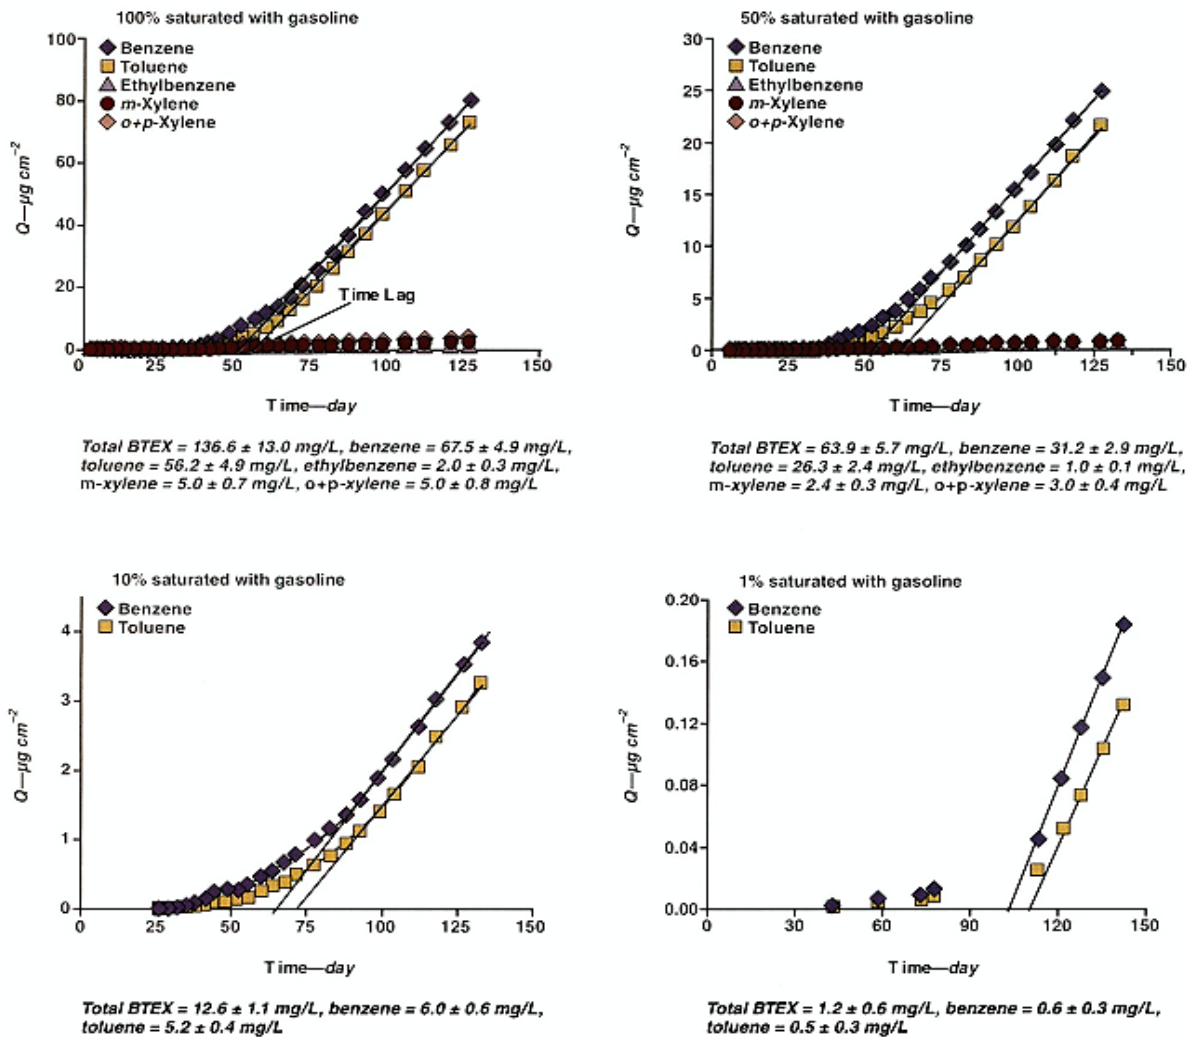 100% saturated with gasoline
100
80
60
40
20
0
Q—µg cm⁻²
Benzene
Toluene
Ethylbenzene
m-Xylene
o+p-Xylene
Time Lag
0 25 50 75 100 125 150
Time—day
Total BTEX = 136.6 ± 13.0 mg/L, benzene = 67.5 ± 4.9 mg/L,
toluene = 56.2 ± 4.9 mg/L, ethylbenzene = 2.0 ± 0.3 mg/L,
m-xylene = 5.0 ± 0.7 mg/L, o+p-xylene = 5.0 ± 0.8 mg/L
50% saturated with gasoline
30
25
20
15
10
5
0
Q—µg cm⁻²
Benzene
Toluene
Ethylbenzene
m-Xylene
o+p-Xylene
0 25 50 75 100 125 150
Time—day
Total BTEX = 63.9 ± 5.7 mg/L, benzene = 31.2 ± 2.9 mg/L,
toluene = 26.3 ± 2.4 mg/L, ethylbenzene = 1.0 ± 0.1 mg/L,
m-xylene = 2.4 ± 0.3 mg/L, o+p-xylene = 3.0 ± 0.4 mg/L
10% saturated with gasoline
4
3
2
1
0
Q—µg cm⁻²
Benzene
Toluene
0 25 50 75 100 125 150
Time—day
Total BTEX = 12.6 ± 1.1 mg/L, benzene = 6.0 ± 0.6 mg/L,
toluene = 5.2 ± 0.4 mg/L
1% saturated with gasoline
0.20
0.16
0.12
0.08
0.04
0.00
Q—µg cm⁻²
Benzene
Toluene
0 30 60 90 120 150
Time—day
Total BTEX = 1.2 ± 0.6 mg/L, benzene = 0.6 ± 0.3 mg/L,
toluene = 0.5 ± 0.3 mg/L